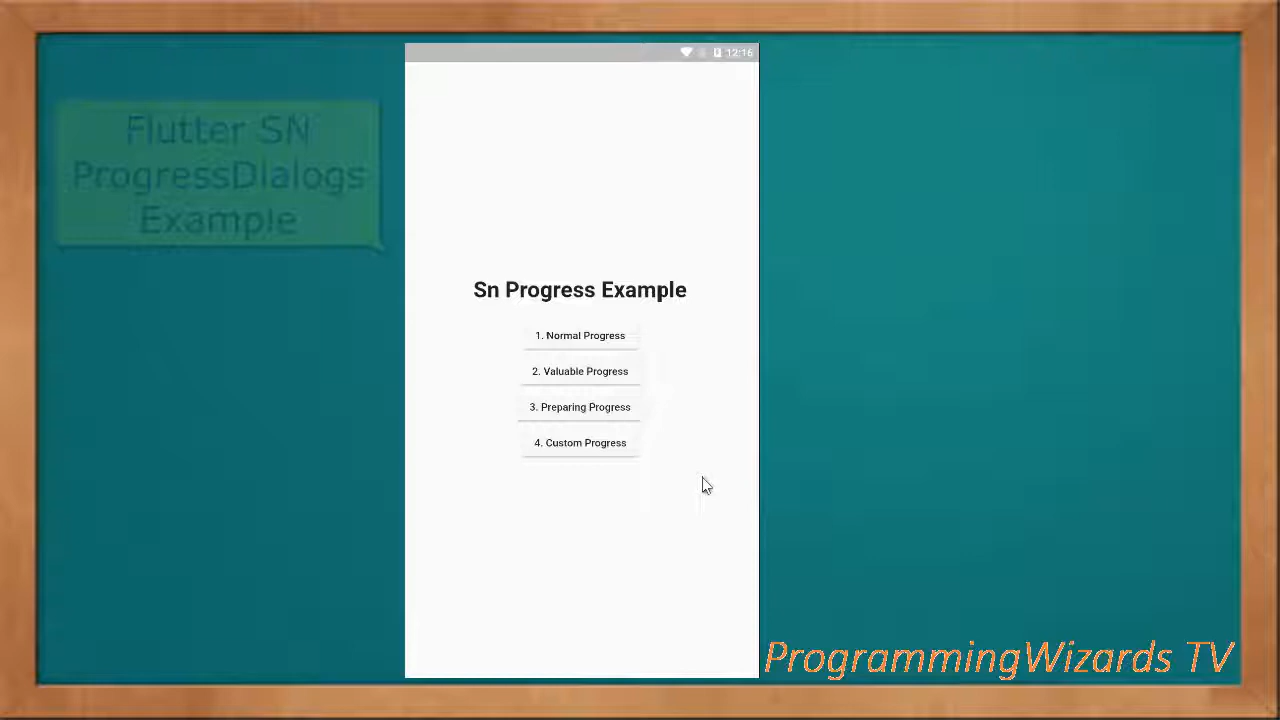 12:16
Flutter SN
ProgressDialogs
Example
Sn Progress Example
1. Normal Progress
2. Valuable Progress
3. Preparing Progress
4. Custom Progress
ProgrammingWizards TV